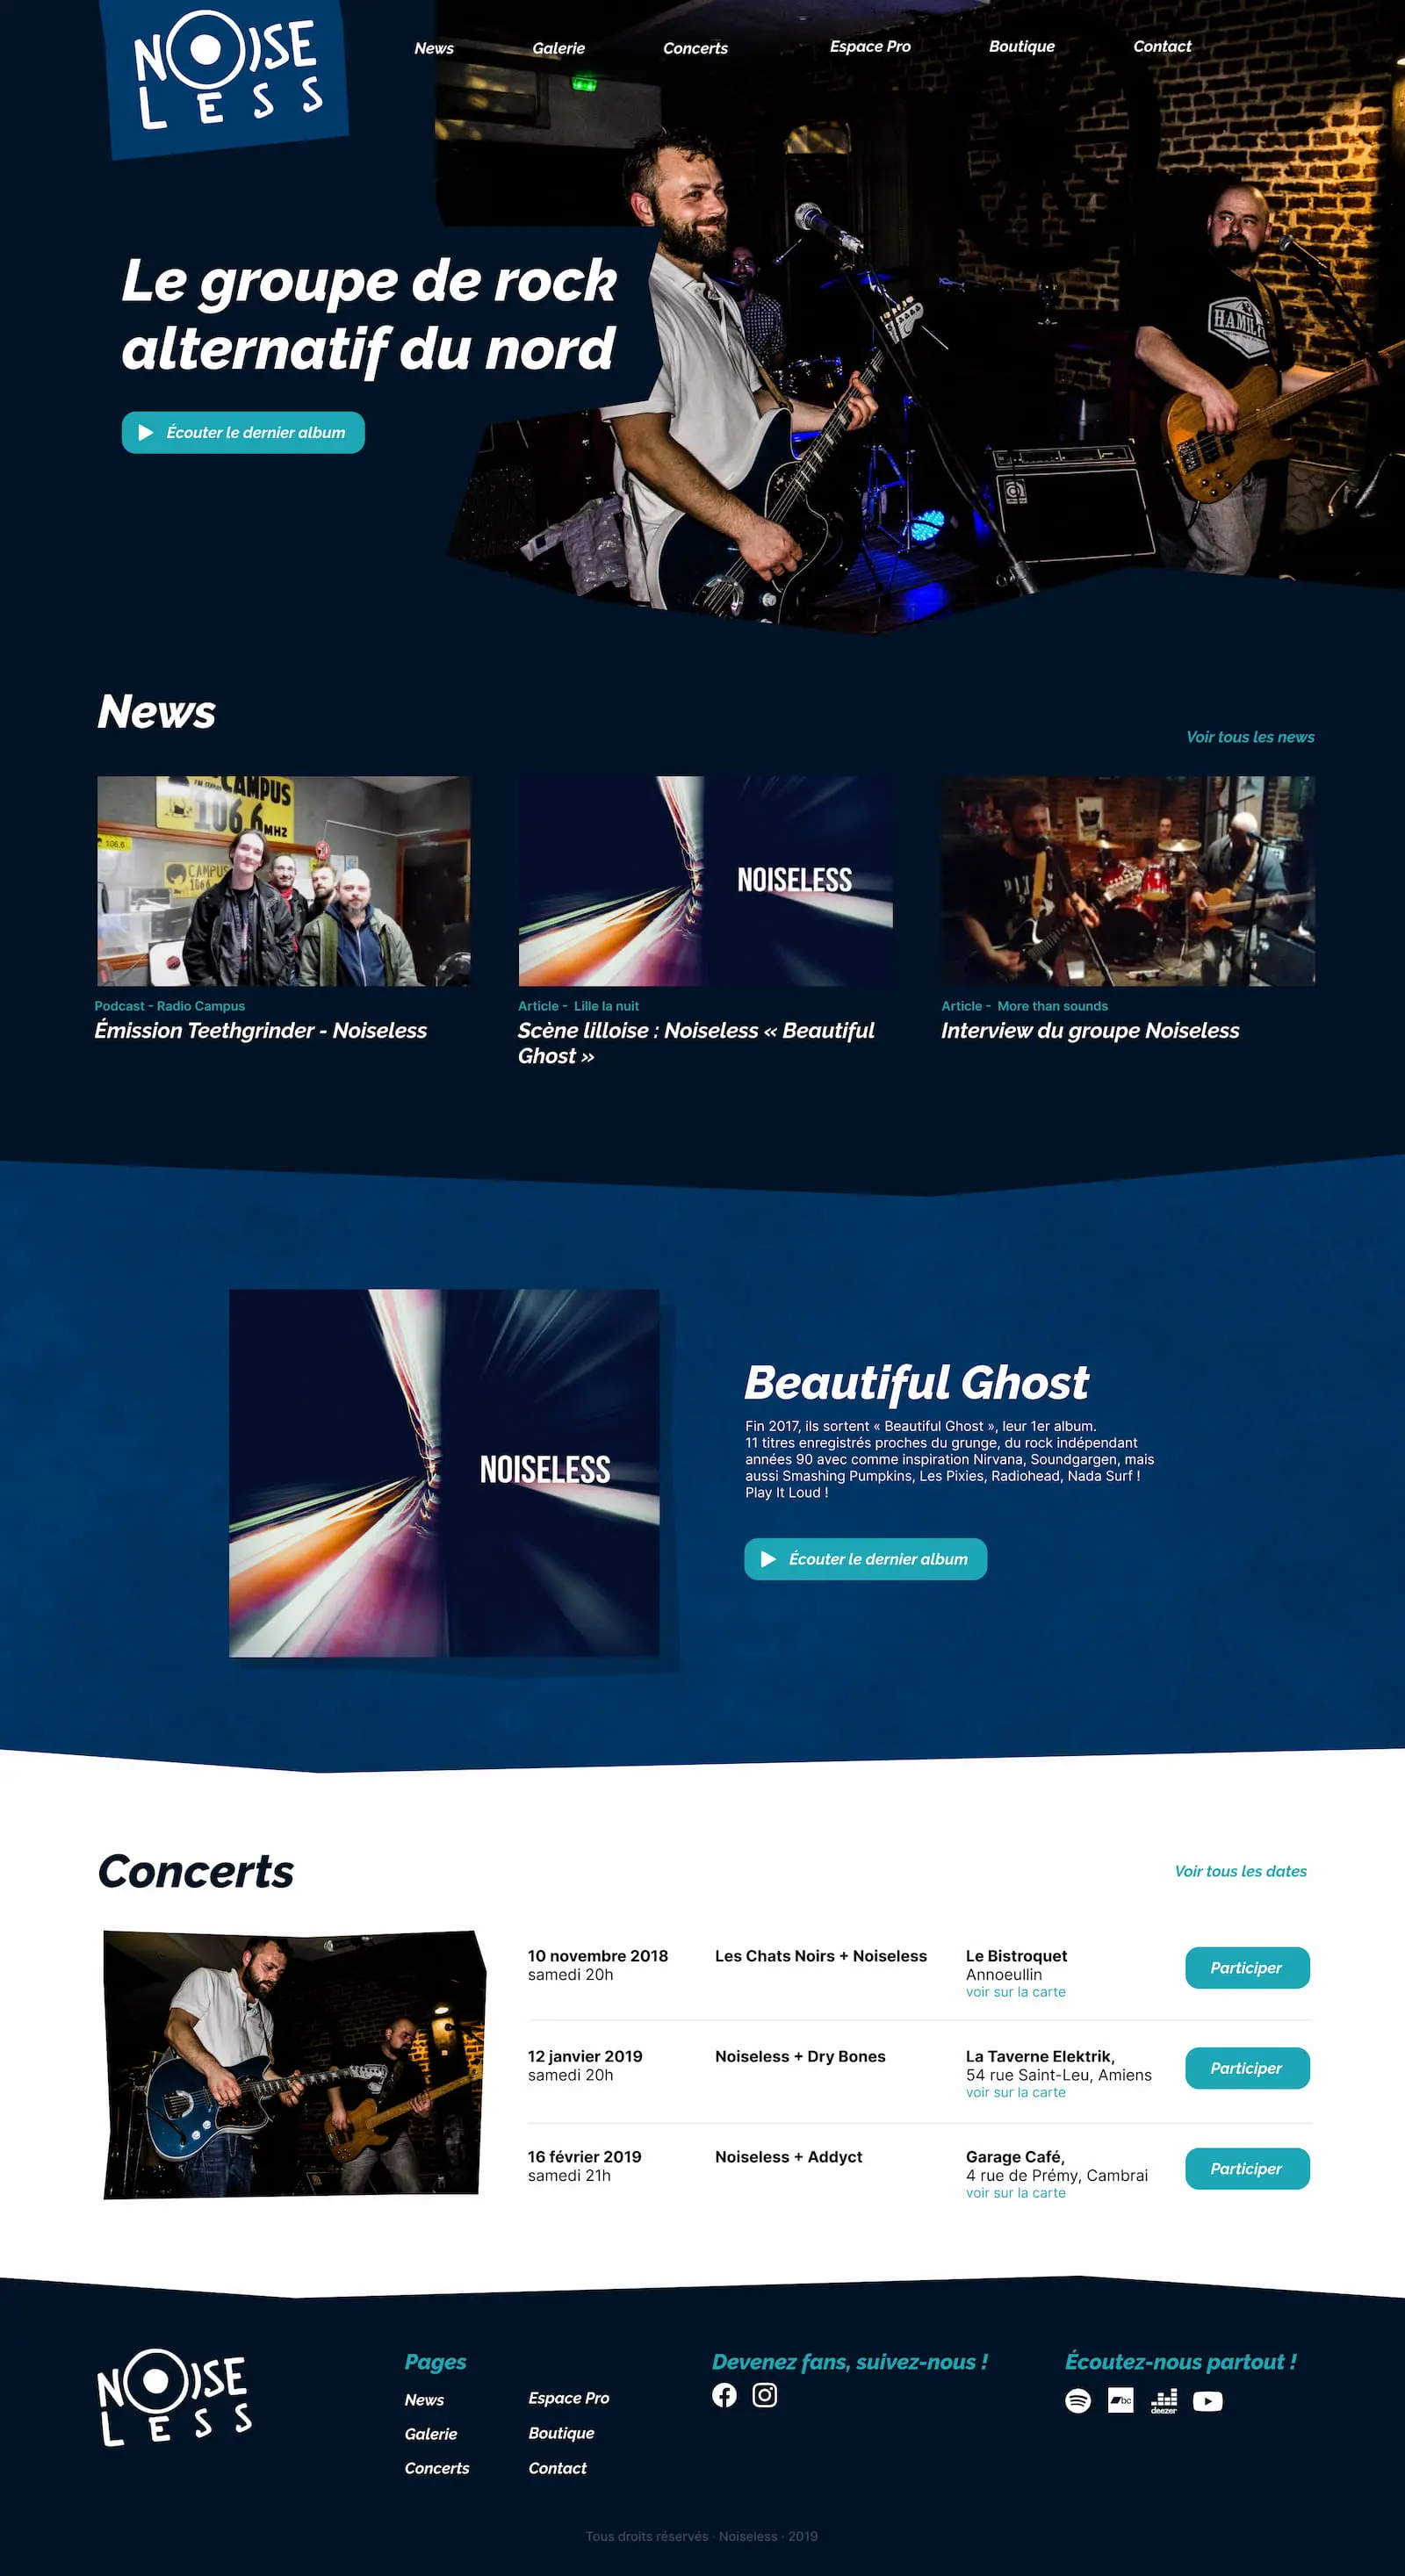 NOISE
LESS
News
Galerie
Concerts
Espace Pro
Boutique
Contact
HAMIL
Le groupe de rock
alternatif du nord
Écouter le dernier album
News
Voir tous les news
CAMPUS
106.6 MHZ
106.6
CAMPUS
NOISELESS
PIXIES
Podcast - Radio Campus
Émission Teethgrinder - Noiseless
Article - Lille la nuit
Scène lilloise : Noiseless « Beautiful
Ghost »
Article - More than sounds
Interview du groupe Noiseless
NOISELESS
Beautiful Ghost
Fin 2017, ils sortent « Beautiful Ghost », leur 1er album.
11 titres enregistrés proches du grunge, du rock indépendant
années 90 avec comme inspiration Nirvana, Soundgargen, mais
aussi Smashing Pumpkins, Les Pixies, Radiohead, Nada Surf !
Play It Loud !
Écouter le dernier album
Concerts
Voir tous les dates
10 novembre 2018
samedi 20h
Les Chats Noirs + Noiseless
Le Bistroquet
Annoeullin
voir sur la carte
Participer
12 janvier 2019
samedi 20h
Noiseless + Dry Bones
La Taverne Elektrik,
54 rue Saint-Leu, Amiens
voir sur la carte
Participer
16 février 2019
samedi 21h
Noiseless + Addyct
Garage Café,
4 rue de Prémy, Cambrai
voir sur la carte
Participer
NOISE
LESS
Pages
News
Galerie
Concerts
Espace Pro
Boutique
Contact
Devenez fans, suivez-nous !
Écoutez-nous partout !
bc
deezer
Tous droits réservés · Noiseless · 2019